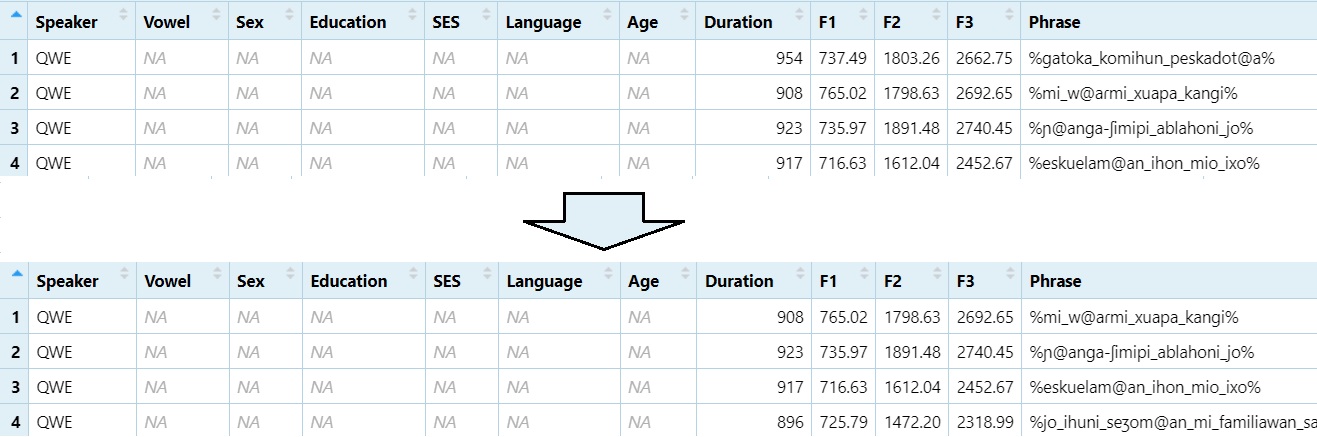 Speaker Vowel Sex Education SES Language Age Duration F1 F2 F3 Phrase
1 QWE NA NA NA NA NA NA 954 737.49 1803.26 2662.75 %gatoka_komihun_peskadot@a%
2 QWE NA NA NA NA NA NA 908 765.02 1798.63 2692.65 %mi_w@armi_xuapa_kangi%
3 QWE NA NA NA NA NA NA 923 735.97 1891.48 2740.45 %ɲ@anga-ʃimipi_ablahoni_jo%
4 QWE NA NA NA NA NA NA 917 716.63 1612.04 2452.67 %eskuelam@an_ihon_mio_ixo%
Speaker Vowel Sex Education SES Language Age Duration F1 F2 F3 Phrase
1 QWE NA NA NA NA NA NA 908 765.02 1798.63 2692.65 %mi_w@armi_xuapa_kangi%
2 QWE NA NA NA NA NA NA 923 735.97 1891.48 2740.45 %ɲ@anga-ʃimipi_ablahoni_jo%
3 QWE NA NA NA NA NA NA 917 716.63 1612.04 2452.67 %eskuelam@an_ihon_mio_ixo%
4 QWE NA NA NA NA NA NA 896 725.79 1472.20 2318.99 %jo_ihuni_seʒom@an_mi_familiawan_sa